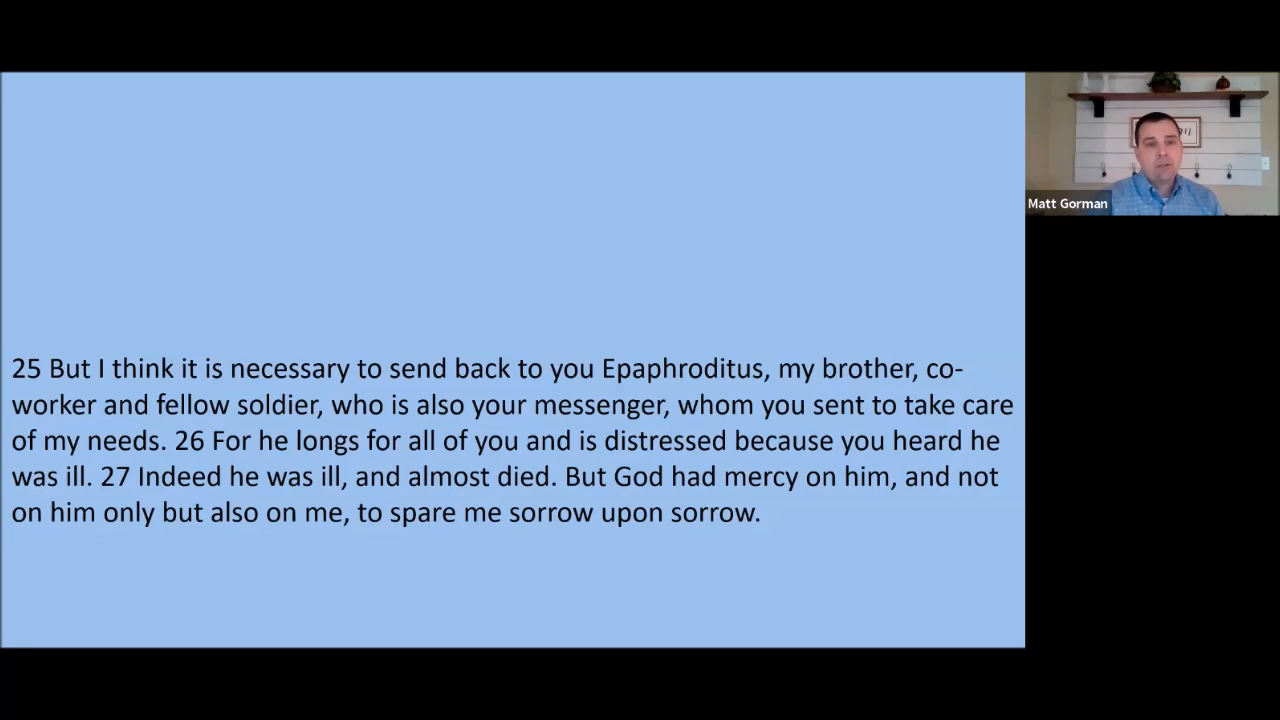 25 But I think it is necessary to send back to you Epaphroditus, my brother, co-
worker and fellow soldier, who is also your messenger, whom you sent to take care
of my needs. 26 For he longs for all of you and is distressed because you heard he
was ill. 27 Indeed he was ill, and almost died. But God had mercy on him, and not
on him only but also on me, to spare me sorrow upon sorrow.
Matt Gorman